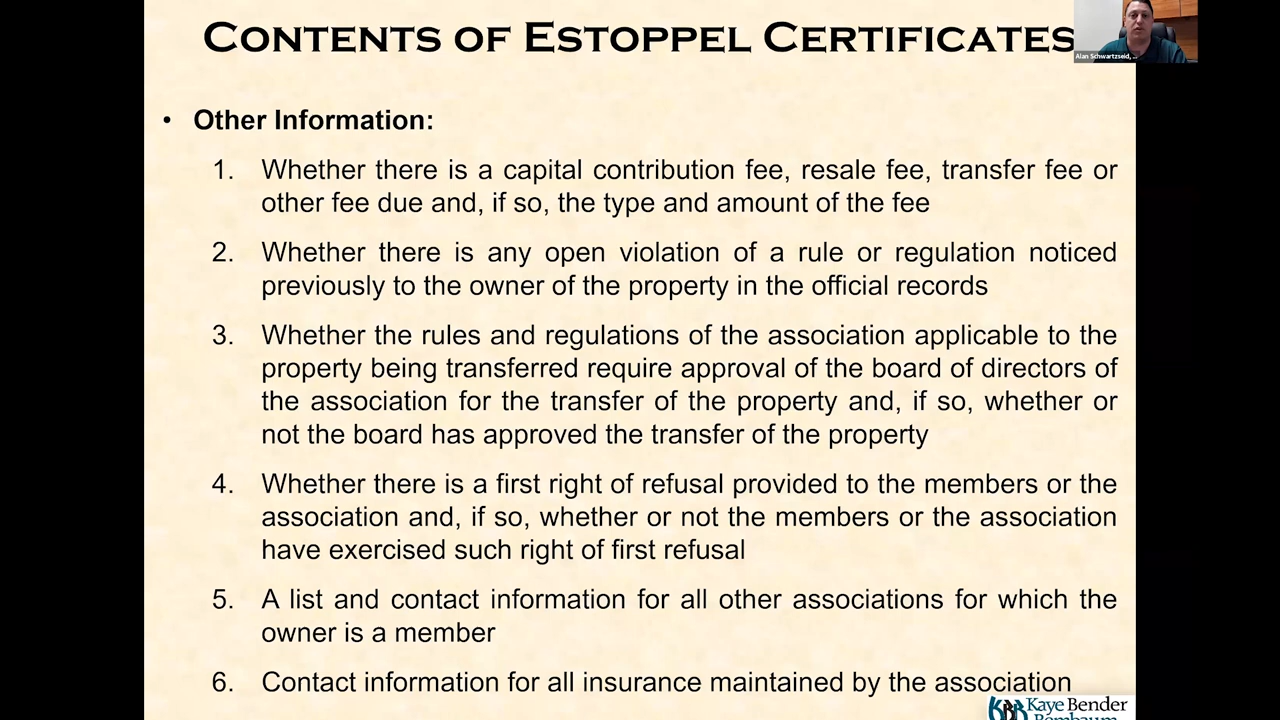 CONTENTS OF ESTOPPEL CERTIFICATES
Alan Schwartzseid, ...
• Other Information:
1. Whether there is a capital contribution fee, resale fee, transfer fee or
other fee due and, if so, the type and amount of the fee
2. Whether there is any open violation of a rule or regulation noticed
previously to the owner of the property in the official records
3. Whether the rules and regulations of the association applicable to the
property being transferred require approval of the board of directors of
the association for the transfer of the property and, if so, whether or
not the board has approved the transfer of the property
4. Whether there is a first right of refusal provided to the members or the
association and, if so, whether or not the members or the association
have exercised such right of first refusal
5. A list and contact information for all other associations for which the
owner is a member
6. Contact information for all insurance maintained by the association
KBR Kaye Bender
Rembaum